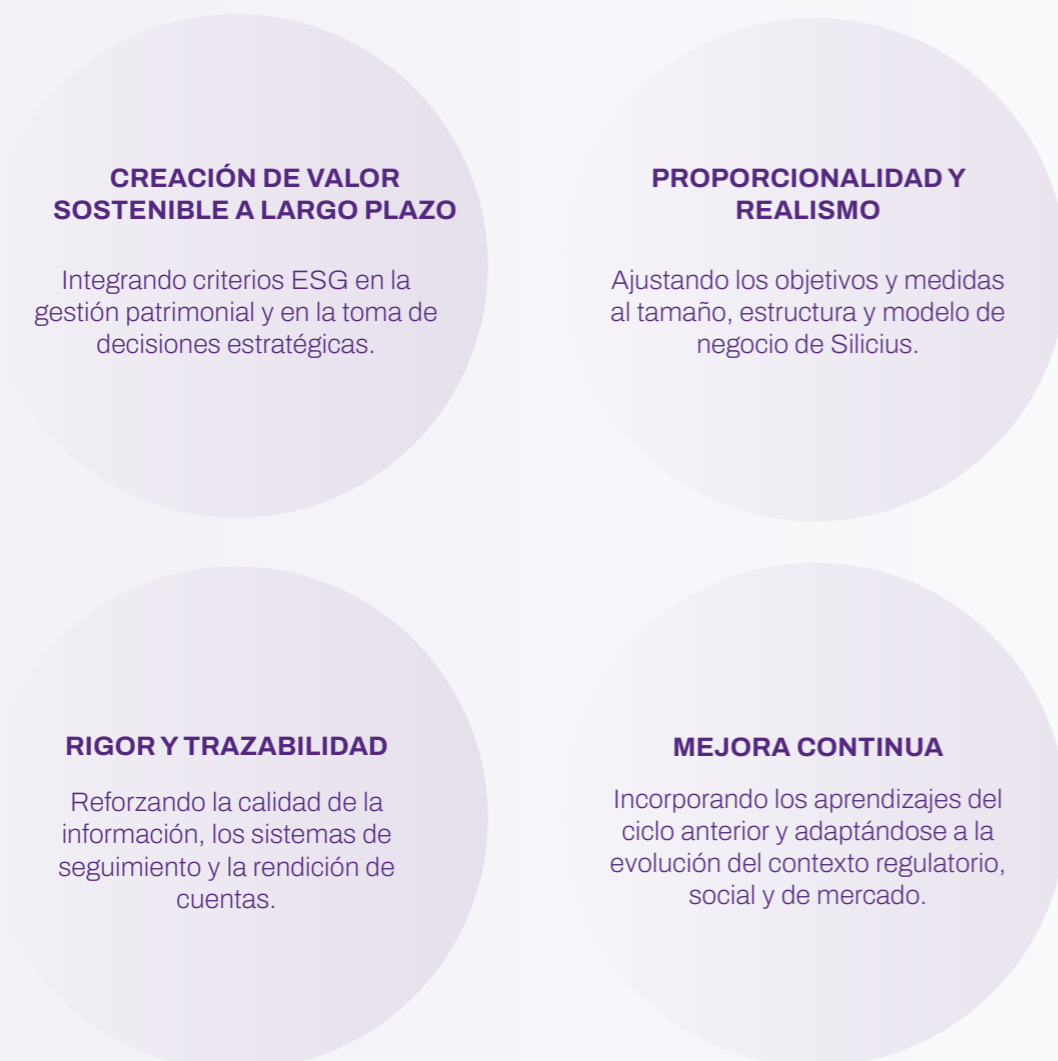 CREACIÓN DE VALOR
SOSTENIBLE A LARGO PLAZO
Integrando criterios ESG en la
gestión patrimonial y en la toma de
decisiones estratégicas.
PROPORCIONALIDAD Y
REALISMO
Ajustando los objetivos y medidas
al tamaño, estructura y modelo de
negocio de Silicius.
RIGOR Y TRAZABILIDAD
Reforzando la calidad de la
información, los sistemas de
seguimiento y la rendición de
cuentas.
MEJORA CONTINUA
Incorporando los aprendizajes del
ciclo anterior y adaptándose a la
evolución del contexto regulatorio,
social y de mercado.